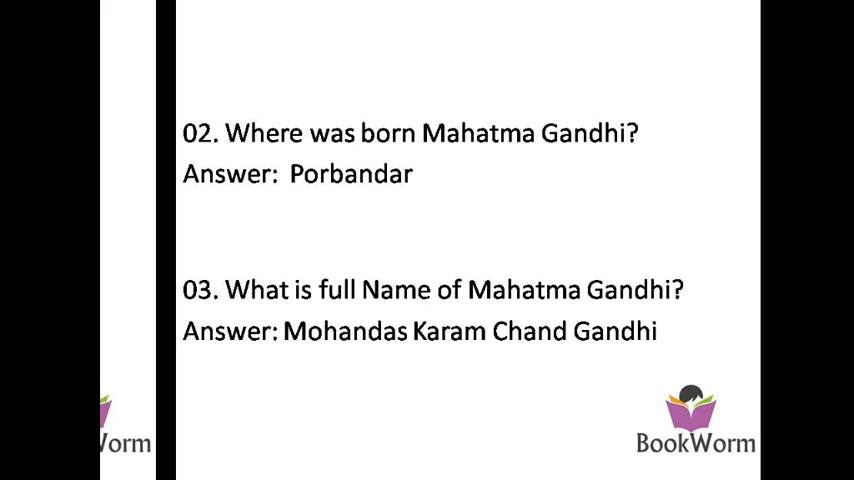 02. Where was born Mahatma Gandhi?
Answer: Porbandar
03. What is full Name of Mahatma Gandhi?
Answer: Mohandas Karam Chand Gandhi
Worm
BookWorm